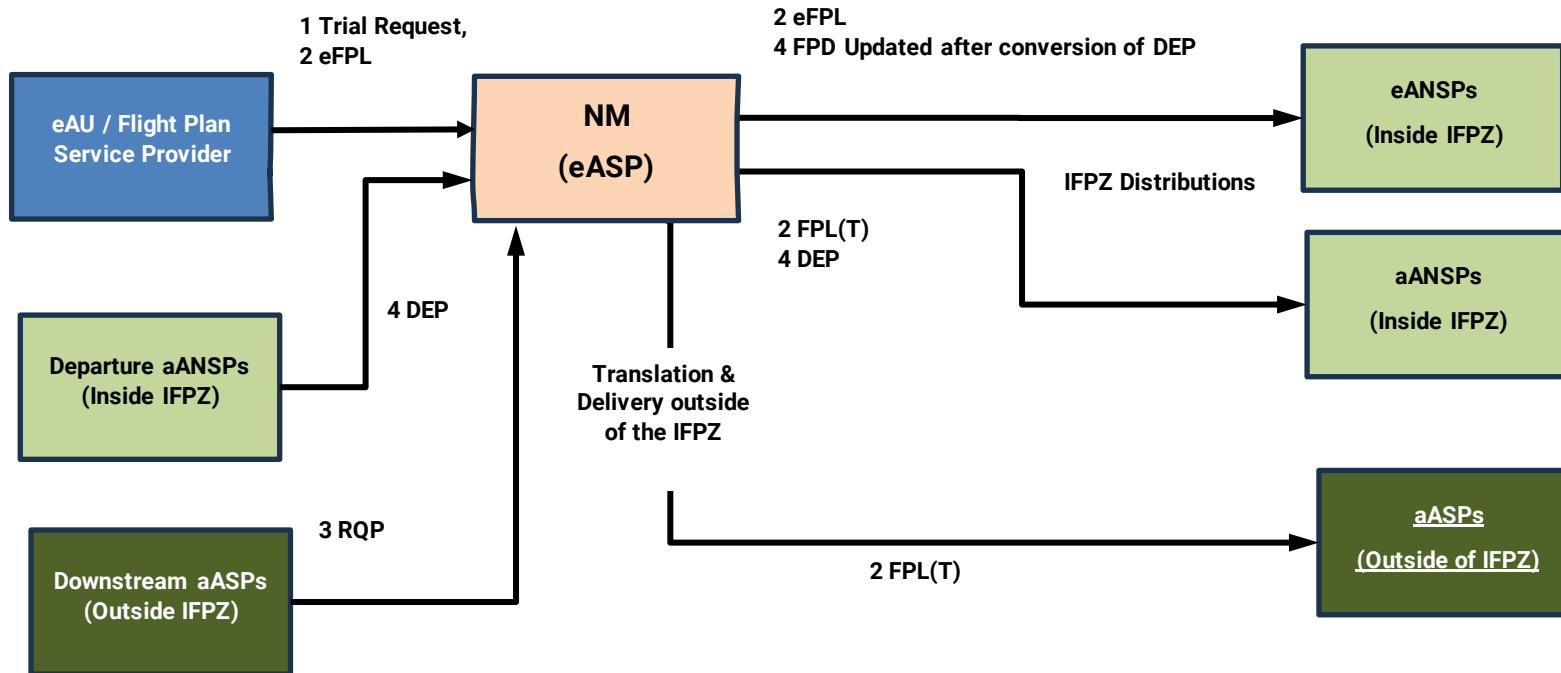 1 Trial Request,
2 eFPL
2 eFPL
4 FPD Updated after conversion of DEP
eAU / Flight Plan
Service Provider
NM
(eASP)
eANSPs
(Inside IFPZ)
IFPZ Distributions
2 FPL(T)
4 DEP
4 DEP
aANSPs
(Inside IFPZ)
Departure aANSPs
(Inside IFPZ)
Translation &
Delivery outside
of the IFPZ
3 RQP
Downstream aASPs
(Outside IFPZ)
2 FPL(T)
aASPs
(Outside of IFPZ)